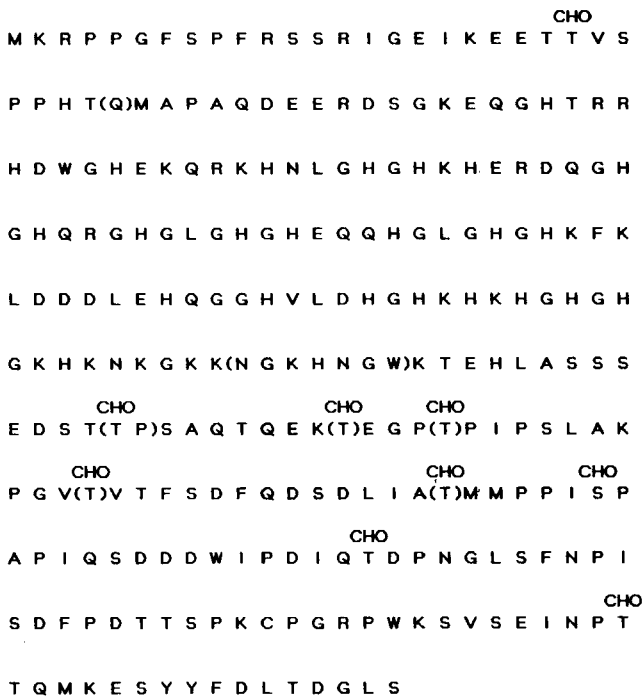 CHO
M K R P P G F S P F R S S R I G E I K E E T T V S
P P H T(Q)M A P A Q D E E R D S G K E Q G H T R R
H D W G H E K Q R K H N L G H G H K H E R D Q G H
G H Q R G H G L G H G H E Q Q H G L G H G H K F K
L D D D L E H Q G G H V L D H G H K H K H G H G H
G K H K N K G K K(N G K H N G W)K T E H L A S S S
CHO CHO CHO
E D S T(T P)S A Q T Q E K(T)E G P(T)P I P S L A K
CHO CHO CHO
P G V(T)V T F S D F Q D S D L I A(T)M M P P I S P
CHO
A P I Q S D D D W I P D I Q T D P N G L S F N P I
CHO
S D F P D T T S P K C P G R P W K S V S E I N P T
T Q M K E S Y Y F D L T D G L S